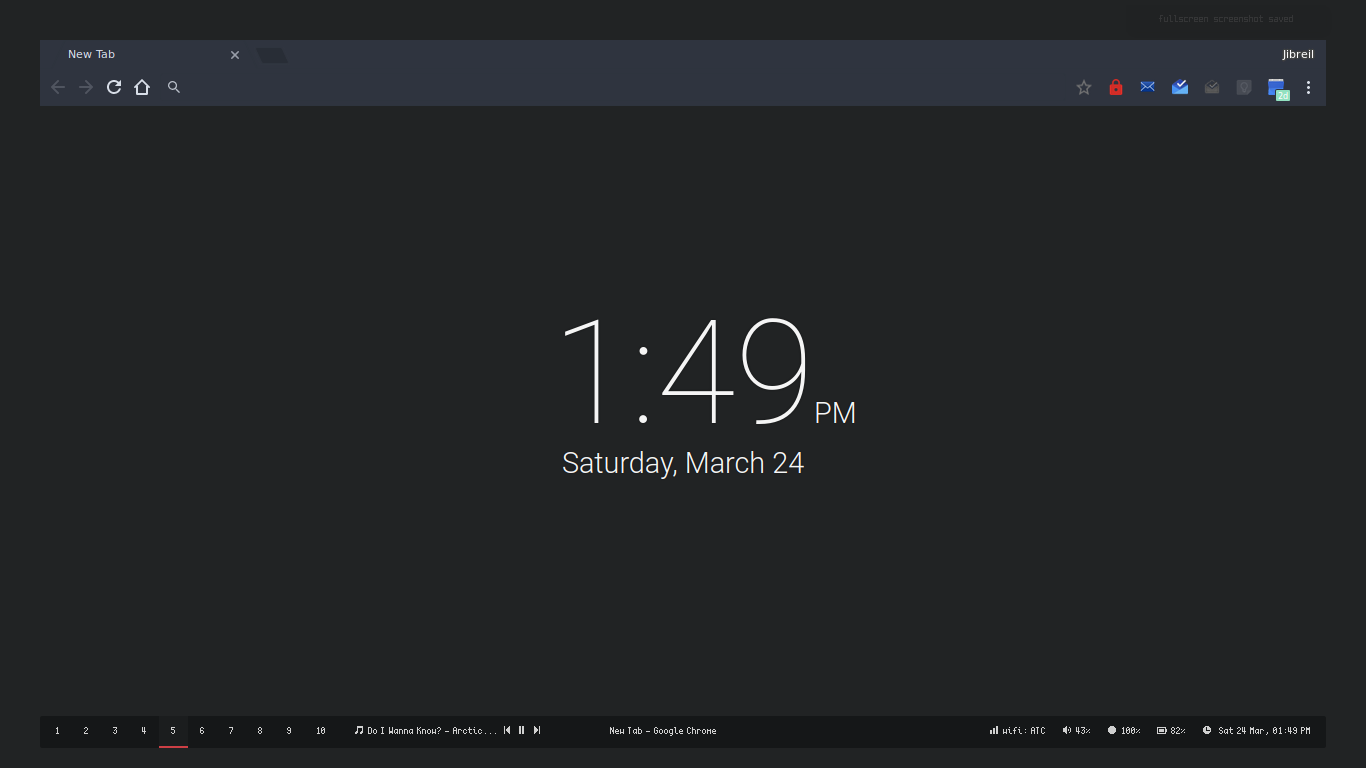 fullscreen screenshot saved
New Tab
Jibreil
2d
1:49 PM
Saturday, March 24
1 2 3 4 5 6 7 8 9 10 Do I Wanna Know? - Arctic... New Tab - Google Chrome wifi: ATC 43% 100% 82% Sat 24 Mar, 01:49 PM